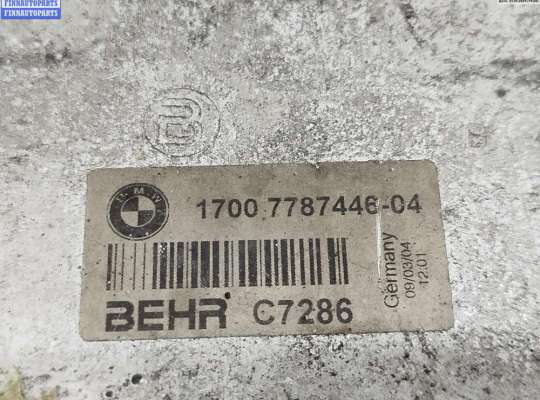 FINNAUTOPARTS
FINNAUTOPARTS
B
BMW
1700 7787446-04
BEHR C7286
Germany
09/03/04
12:01